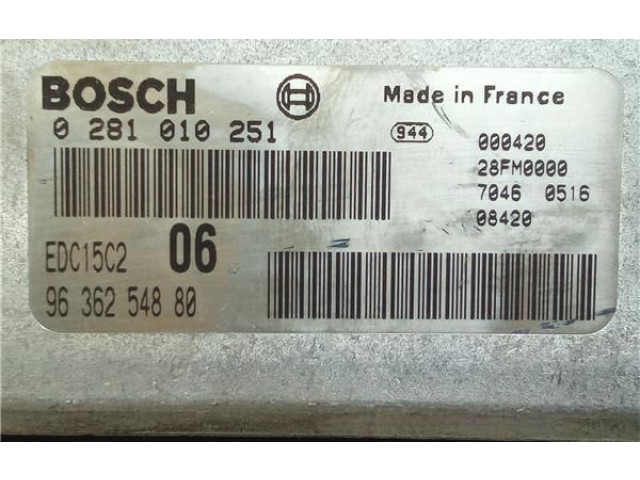 BOSCH
Made in France
0 281 010 251
944
000420
28FM0000
7046 0516
08420
EDC15C2 06
96 362 548 80